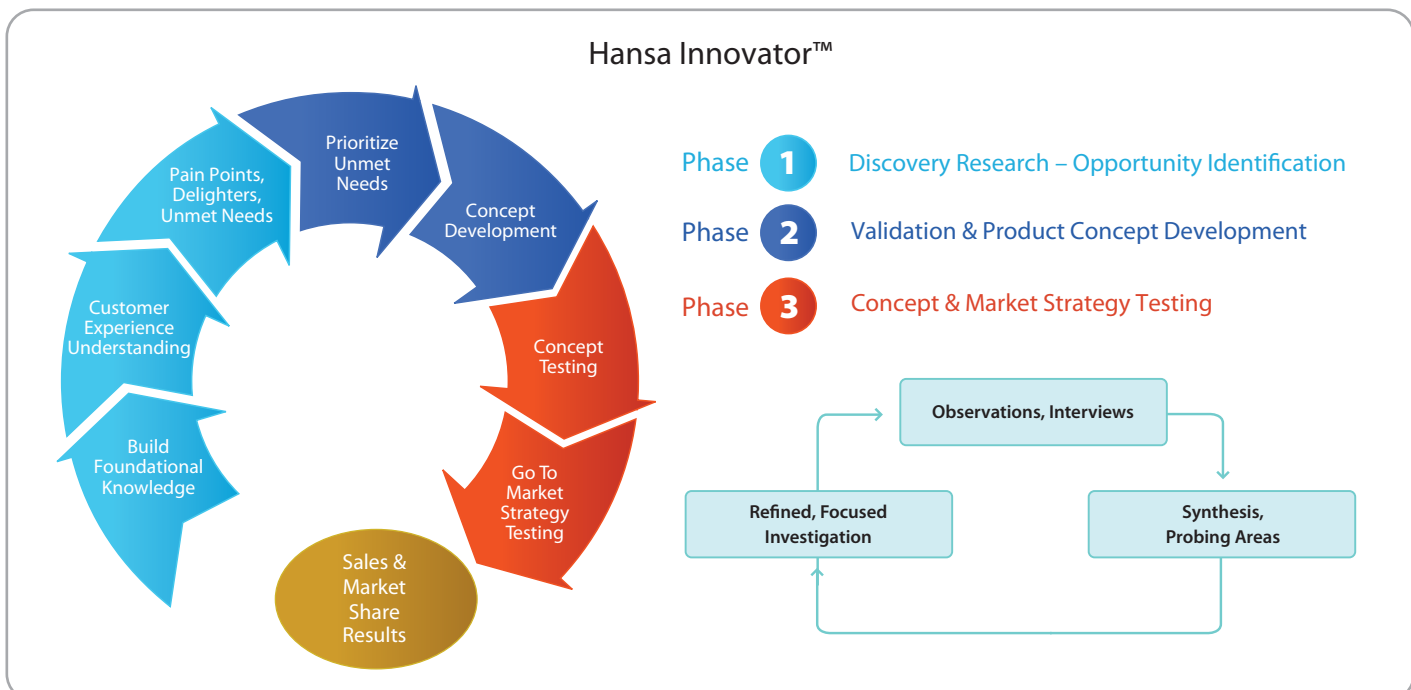 Hansa Innovator™
Build
Foundational
Knowledge
Customer
Experience
Understanding
Pain Points,
Delighters,
Unmet Needs
Prioritize
Unmet
Needs
Concept
Development
Concept
Testing
Go To
Market
Strategy
Testing
Sales &
Market
Share
Results
Phase 1 Discovery Research – Opportunity Identification
Phase 2 Validation & Product Concept Development
Phase 3 Concept & Market Strategy Testing
Observations, Interviews
Synthesis,
Probing Areas
Refined, Focused
Investigation